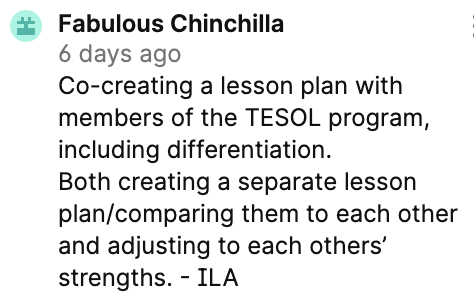 Fabulous Chinchilla
6 days ago
Co-creating a lesson plan with
members of the TESOL program,
including differentiation.
Both creating a separate lesson
plan/comparing them to each other
and adjusting to each others’
strengths. - ILA